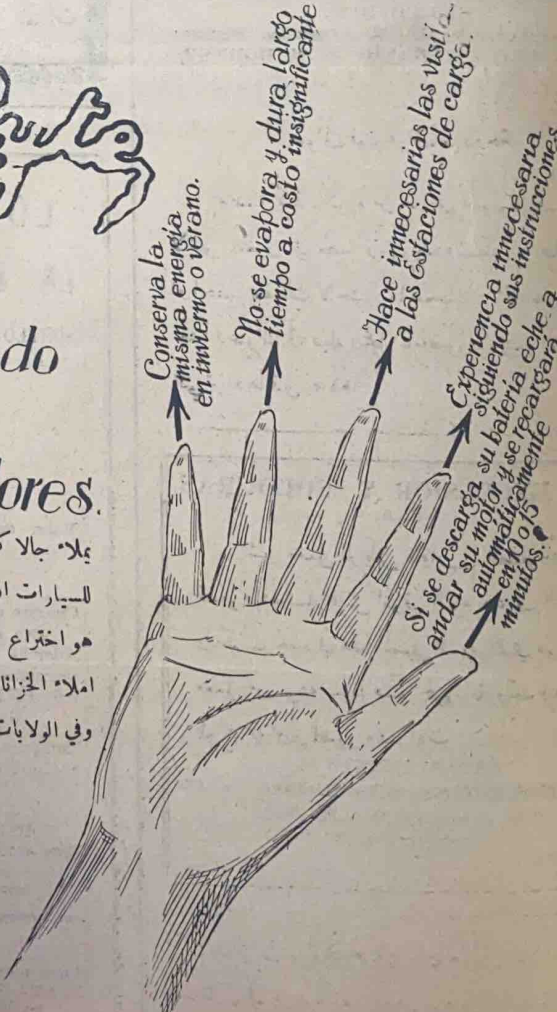 do
ores.
يملاء حالا
للسيارات
هو اختراع
املاء الخزانا
وفي الولايات
Conserva la
misma energía
en invierno o verano.
No se evapora y dura largo
tiempo a costo insignificante
Hace innecesarias las visita
a las Estaciones de carga.
Experiencia innecesaria
siguiendo sus instrucciones
Si se descarga su batería eche a
andar su motor y se recargará
automáticamente
en 10 o 15
minutos.